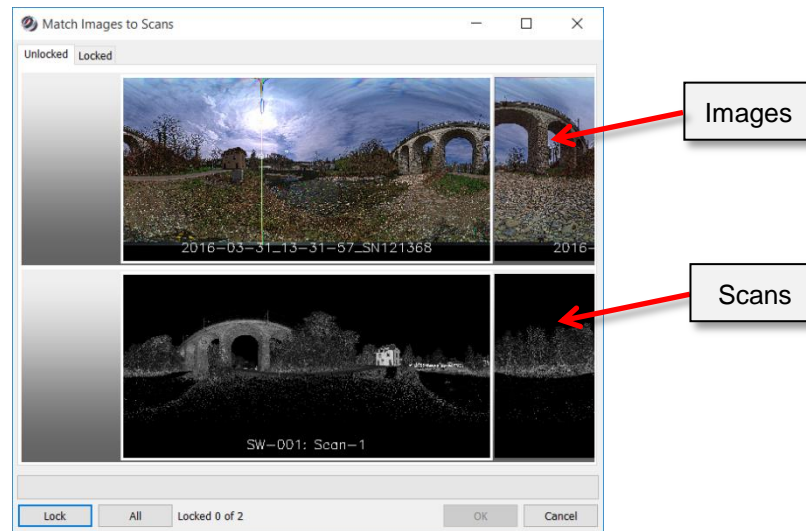 Match Images to Scans
Unlocked Locked
Images
2016-03-31_13-31-57_SN121368
2016-
Scans
SW-001: Scan-1
Lock All Locked 0 of 2 OK Cancel